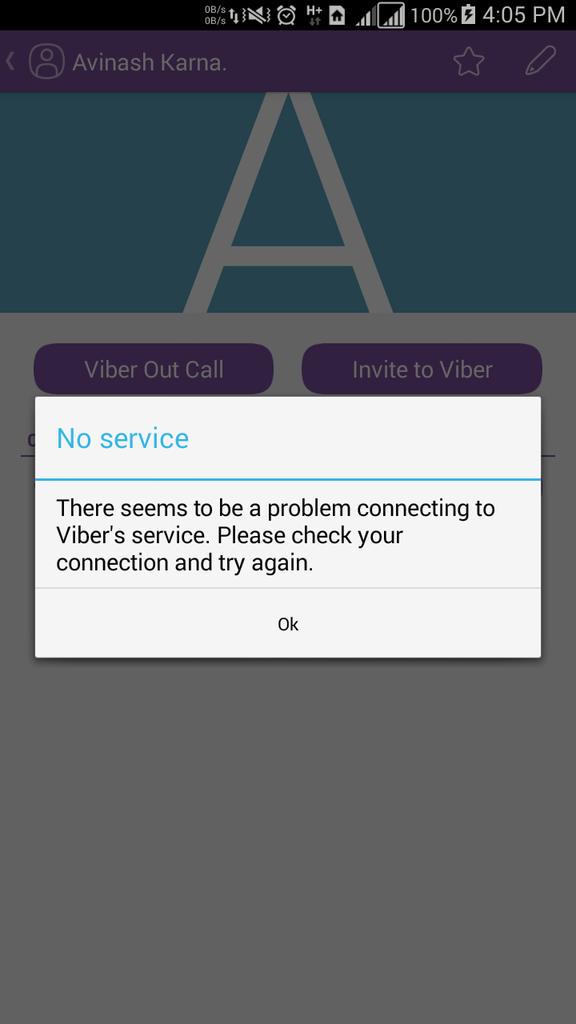 0B/s
0B/s
H+
100%
4:05 PM
Avinash Karna.
A
Viber Out Call
Invite to Viber
No service
There seems to be a problem connecting to
Viber's service. Please check your
connection and try again.
Ok